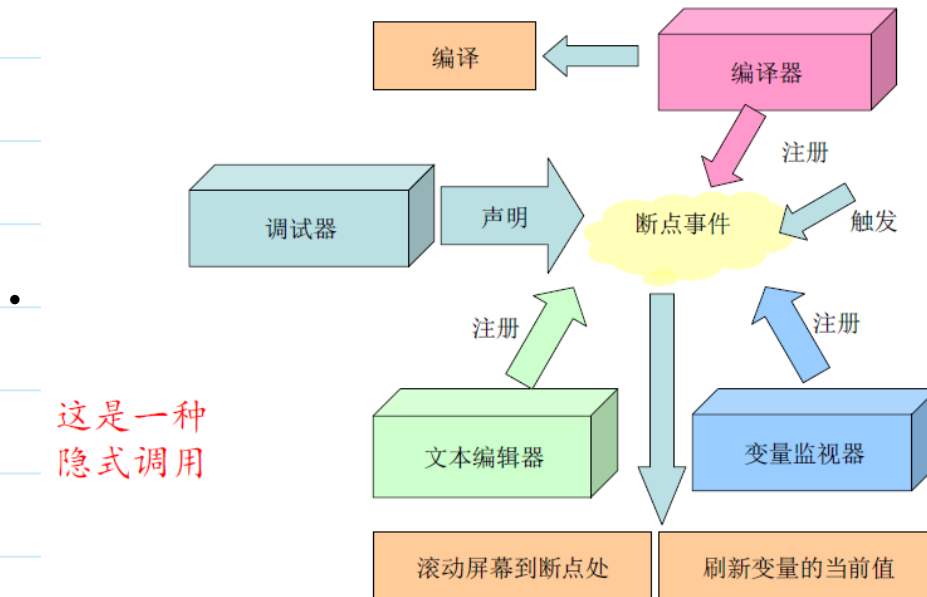 编译
编译器
注册
调试器
声明
断点事件
触发
注册
注册
这是一种
隐式调用
文本编辑器
变量监视器
滚动屏幕到断点处
刷新变量的当前值